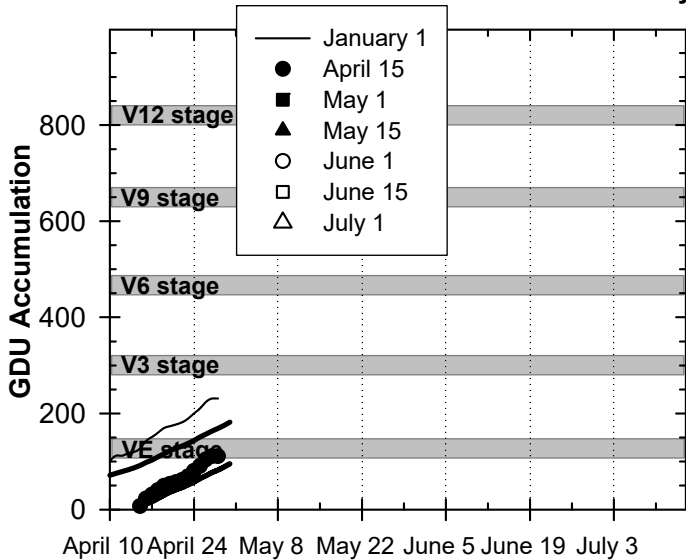 January 1
April 15
May 1
May 15
June 1
June 15
July 1
GDU Accumulation
800
600
400
200
0
V12 stage
V9 stage
V6 stage
V3 stage
VE stage
April 10 April 24 May 8 May 22 June 5 June 19 July 3